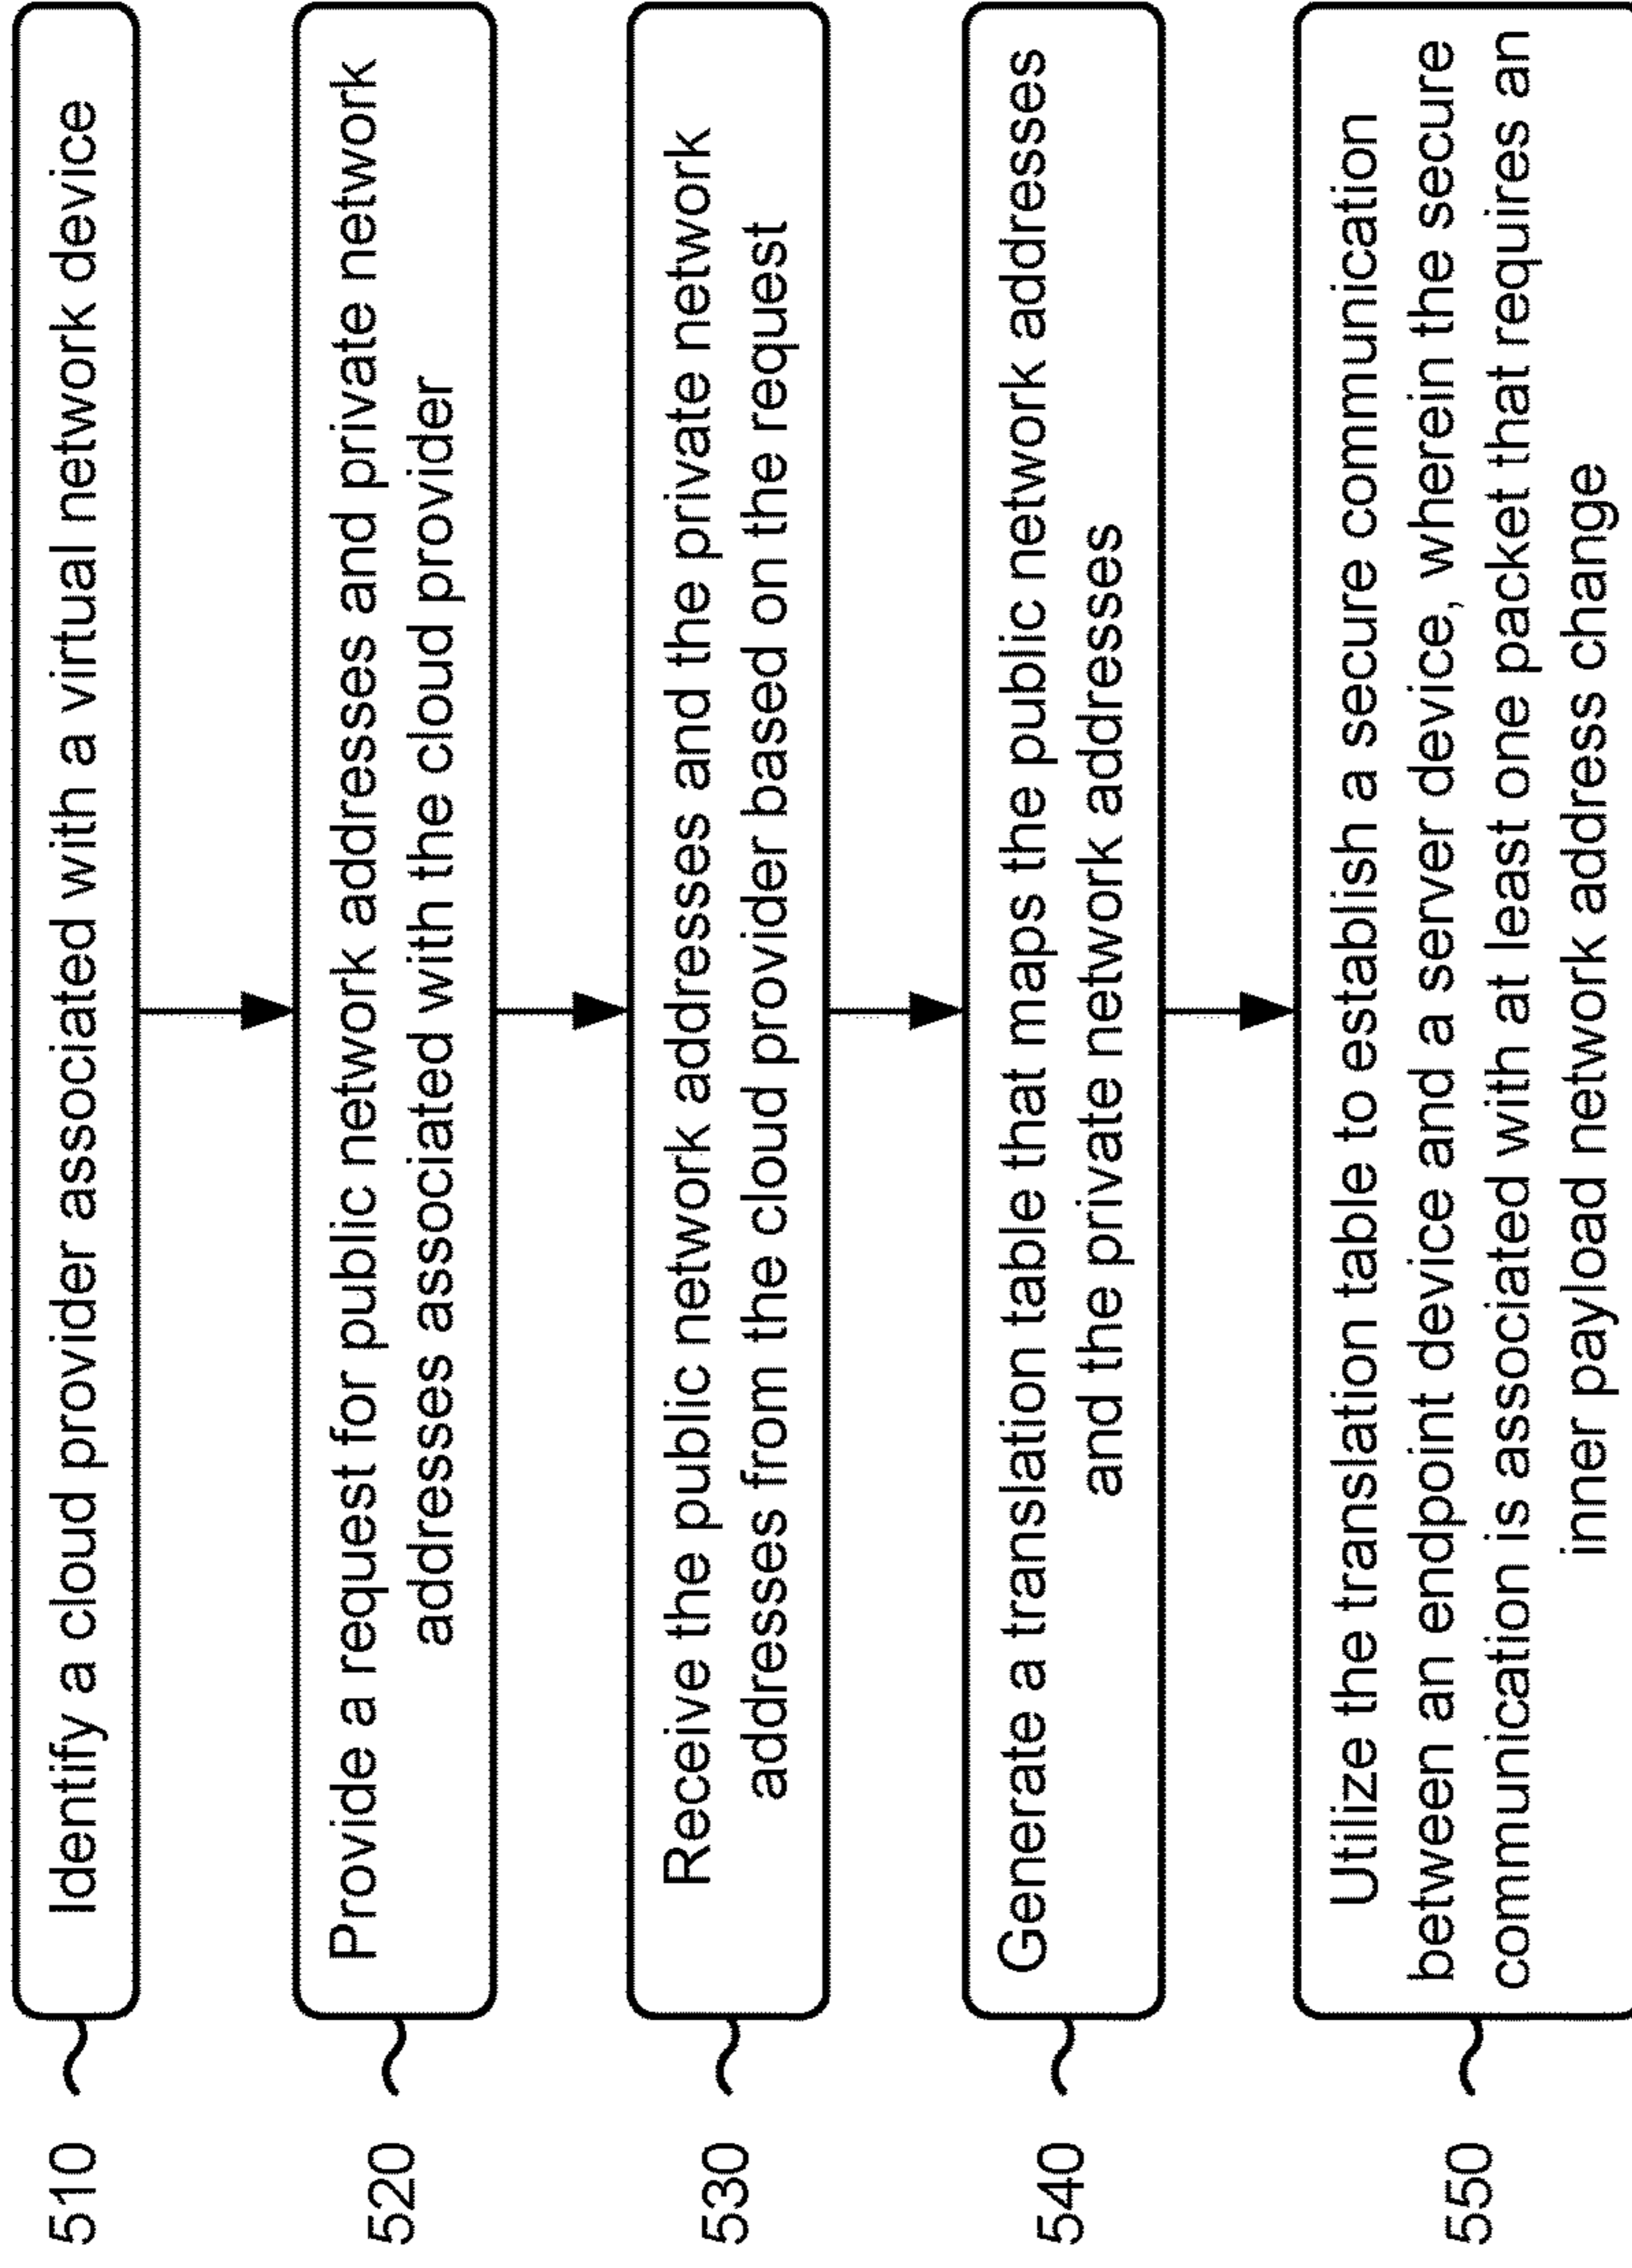 510
Identify a cloud provider associated with a virtual network device
520
Provide a request for public network addresses and private network
addresses associated with the cloud provider
530
Receive the public network addresses and the private network
addresses from the cloud provider based on the request
540
Generate a translation table that maps the public network addresses
and the private network addresses
550
Utilize the translation table to establish a secure communication
between an endpoint device and a server device, wherein the secure
communication is associated with at least one packet that requires an
inner payload network address change